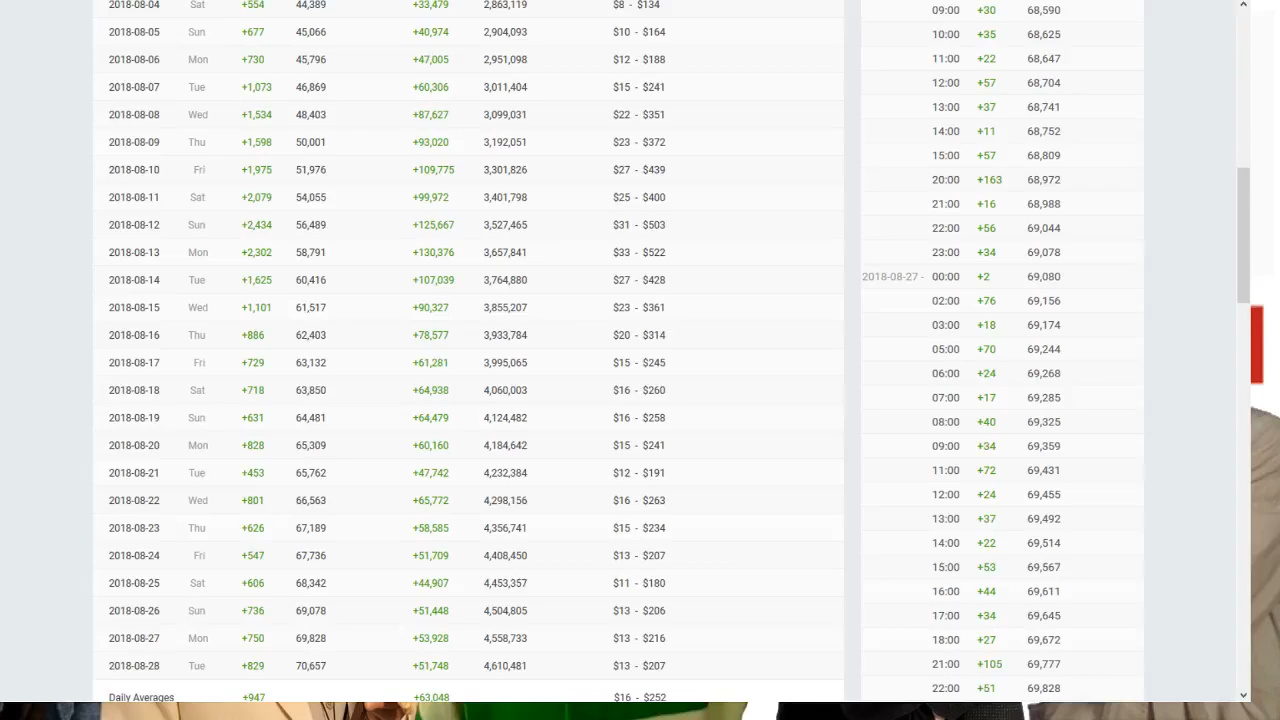 2018-08-04 Sat +554 44,389 +33,479 2,863,119 $8 - $134
2018-08-05 Sun +677 45,066 +40,974 2,904,093 $10 - $164
2018-08-06 Mon +730 45,796 +47,005 2,951,098 $12 - $188
2018-08-07 Tue +1,073 46,869 +60,306 3,011,404 $15 - $241
2018-08-08 Wed +1,534 48,403 +87,627 3,099,031 $22 - $351
2018-08-09 Thu +1,598 50,001 +93,020 3,192,051 $23 - $372
2018-08-10 Fri +1,975 51,976 +109,775 3,301,826 $27 - $439
2018-08-11 Sat +2,079 54,055 +99,972 3,401,798 $25 - $400
2018-08-12 Sun +2,434 56,489 +125,667 3,527,465 $31 - $503
2018-08-13 Mon +2,302 58,791 +130,376 3,657,841 $33 - $522
2018-08-14 Tue +1,625 60,416 +107,039 3,764,880 $27 - $428
2018-08-15 Wed +1,101 61,517 +90,327 3,855,207 $23 - $361
2018-08-16 Thu +886 62,403 +78,577 3,933,784 $20 - $314
2018-08-17 Fri +729 63,132 +61,281 3,995,065 $15 - $245
2018-08-18 Sat +718 63,850 +64,938 4,060,003 $16 - $260
2018-08-19 Sun +631 64,481 +64,479 4,124,482 $16 - $258
2018-08-20 Mon +828 65,309 +60,160 4,184,642 $15 - $241
2018-08-21 Tue +453 65,762 +47,742 4,232,384 $12 - $191
2018-08-22 Wed +801 66,563 +65,772 4,298,156 $16 - $263
2018-08-23 Thu +626 67,189 +58,585 4,356,741 $15 - $234
2018-08-24 Fri +547 67,736 +51,709 4,408,450 $13 - $207
2018-08-25 Sat +606 68,342 +44,907 4,453,357 $11 - $180
2018-08-26 Sun +736 69,078 +51,448 4,504,805 $13 - $206
2018-08-27 Mon +750 69,828 +53,928 4,558,733 $13 - $216
2018-08-28 Tue +829 70,657 +51,748 4,610,481 $13 - $207
Daily Averages +947 +63,048 $16 - $252
09:00 +30 68,590
10:00 +35 68,625
11:00 +22 68,647
12:00 +57 68,704
13:00 +37 68,741
14:00 +11 68,752
15:00 +57 68,809
20:00 +163 68,972
21:00 +16 68,988
22:00 +56 69,044
23:00 +34 69,078
2018-08-27 - 00:00 +2 69,080
02:00 +76 69,156
03:00 +18 69,174
05:00 +70 69,244
06:00 +24 69,268
07:00 +17 69,285
08:00 +40 69,325
09:00 +34 69,359
11:00 +72 69,431
12:00 +24 69,455
13:00 +37 69,492
14:00 +22 69,514
15:00 +53 69,567
16:00 +44 69,611
17:00 +34 69,645
18:00 +27 69,672
21:00 +105 69,777
22:00 +51 69,828